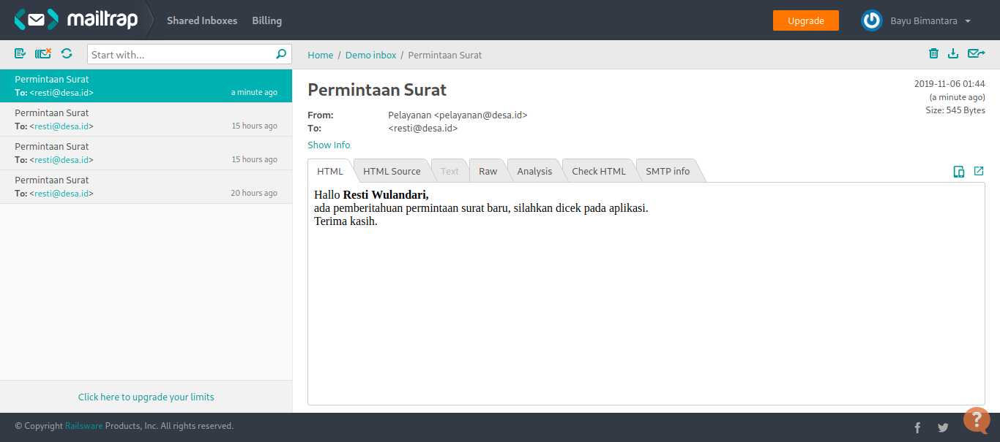 mailtrap
Shared Inboxes
Billing
Upgrade
Bayu Bimantara
Start with...
Home / Demo inbox / Permintaan Surat
Permintaan Surat
To: <resti@desa.id>
a minute ago
Permintaan Surat
To: <resti@desa.id>
15 hours ago
Permintaan Surat
To: <resti@desa.id>
15 hours ago
Permintaan Surat
To: <resti@desa.id>
20 hours ago
Click here to upgrade your limits
Permintaan Surat
2019-11-06 01:44
(a minute ago)
Size: 545 Bytes
From: Pelayanan <pelayanan@desa.id>
To: <resti@desa.id>
Show Info
HTML
HTML Source
Text
Raw
Analysis
Check HTML
SMTP info
Hallo Resti Wulandari,
ada pemberitahuan permintaan surat baru, silahkan dicek pada aplikasi.
Terima kasih.
© Copyright Railsware Products, Inc. All rights reserved.
?